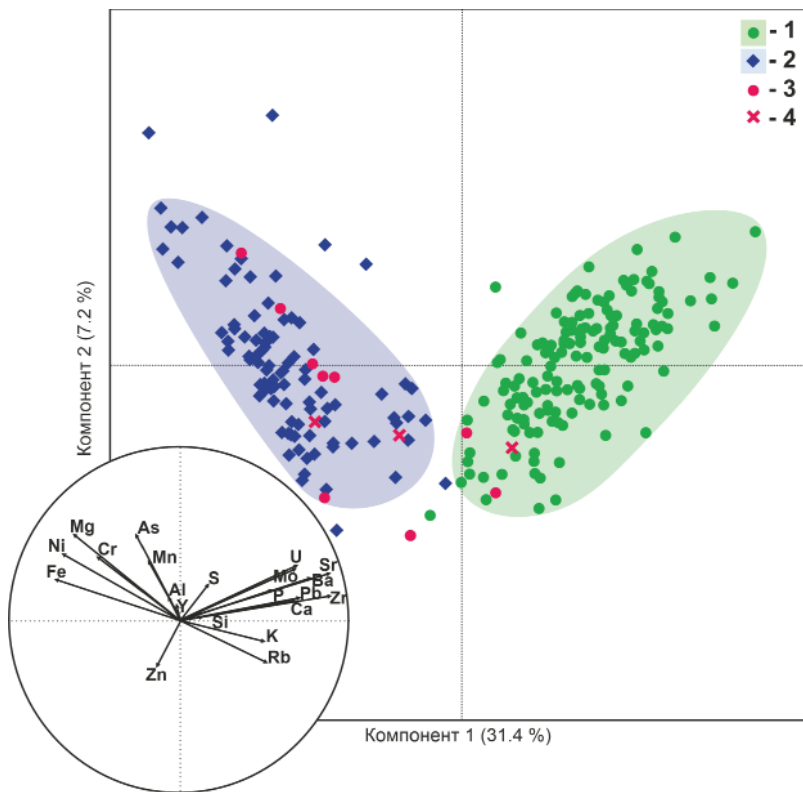 - 1
- 2
- 3
- 4
Компонент 2 (7.2 %)
Компонент 1 (31.4 %)
Mg
As
Ni
Cr
Mn
Fe
Al
Y
S
U
Mo
Sr
Ba
P
Pb
Zr
Ca
Si
K
Rb
Zn